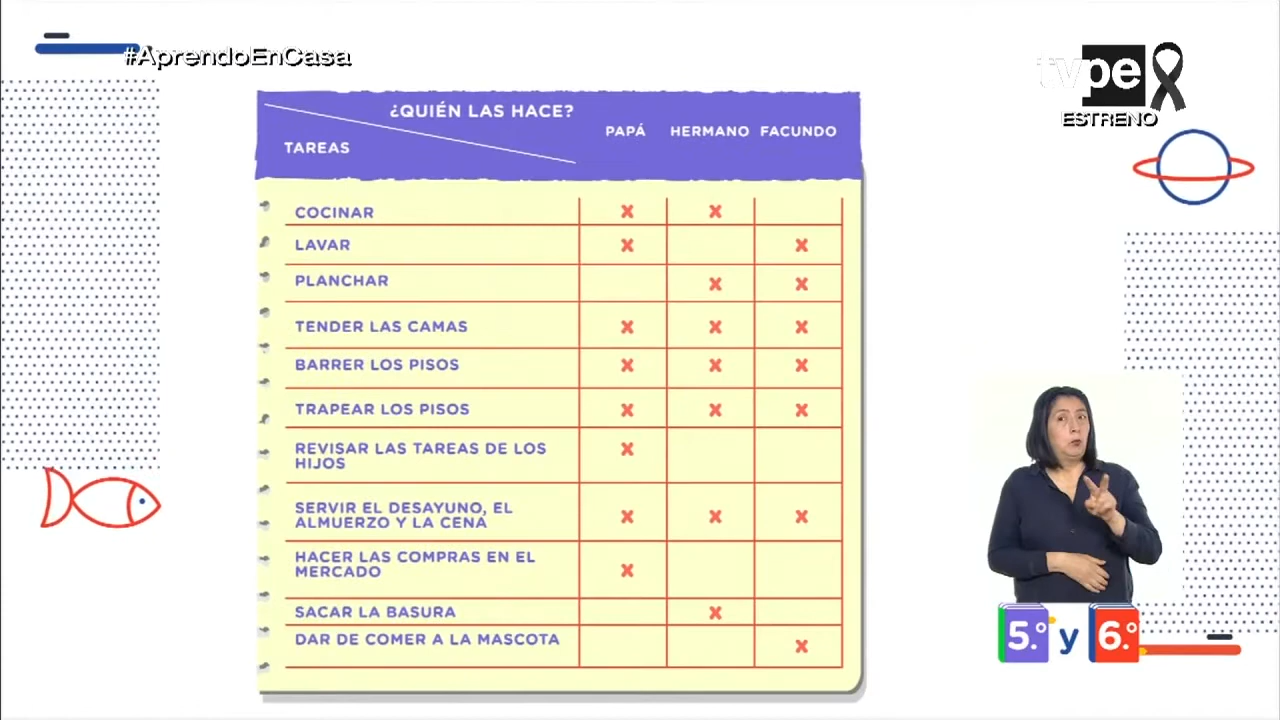 #AprendoEnCasa
tvpe
ESTRENO
¿QUIÉN LAS HACE?
TAREAS
PAPÁ HERMANO FACUNDO
COCINAR X X
LAVAR X X
PLANCHAR X X
TENDER LAS CAMAS X X X
BARRER LOS PISOS X X X
TRAPEAR LOS PISOS X X X
REVISAR LAS TAREAS DE LOS
HIJOS X
SERVIR EL DESAYUNO, EL
ALMUERZO Y LA CENA X X X
HACER LAS COMPRAS EN EL
MERCADO X
SACAR LA BASURA X
DAR DE COMER A LA MASCOTA X
5.° y 6.°